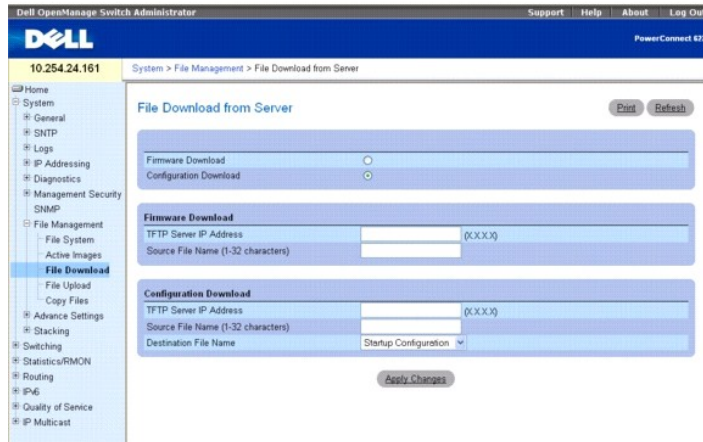 Dell OpenManage Switch Administrator
Support Help About Log Ou
DELL
PowerConnect 62
10.254.24.161
System > File Management > File Download from Server
Home
System
General
SNTP
Logs
IP Addressing
Diagnostics
Management Security
SNMP
File Management
File System
Active Images
File Download
File Upload
Copy Files
Advance Settings
Stacking
Switching
Statistics/RMON
Routing
IPv6
Quality of Service
IP Multicast
File Download from Server
Print Refresh
Firmware Download
Configuration Download
Firmware Download
TFTP Server IP Address (X.X.X.X)
Source File Name (1-32 characters)
Configuration Download
TFTP Server IP Address (X.X.X.X)
Source File Name (1-32 characters)
Destination File Name Startup Configuration
Apply Changes